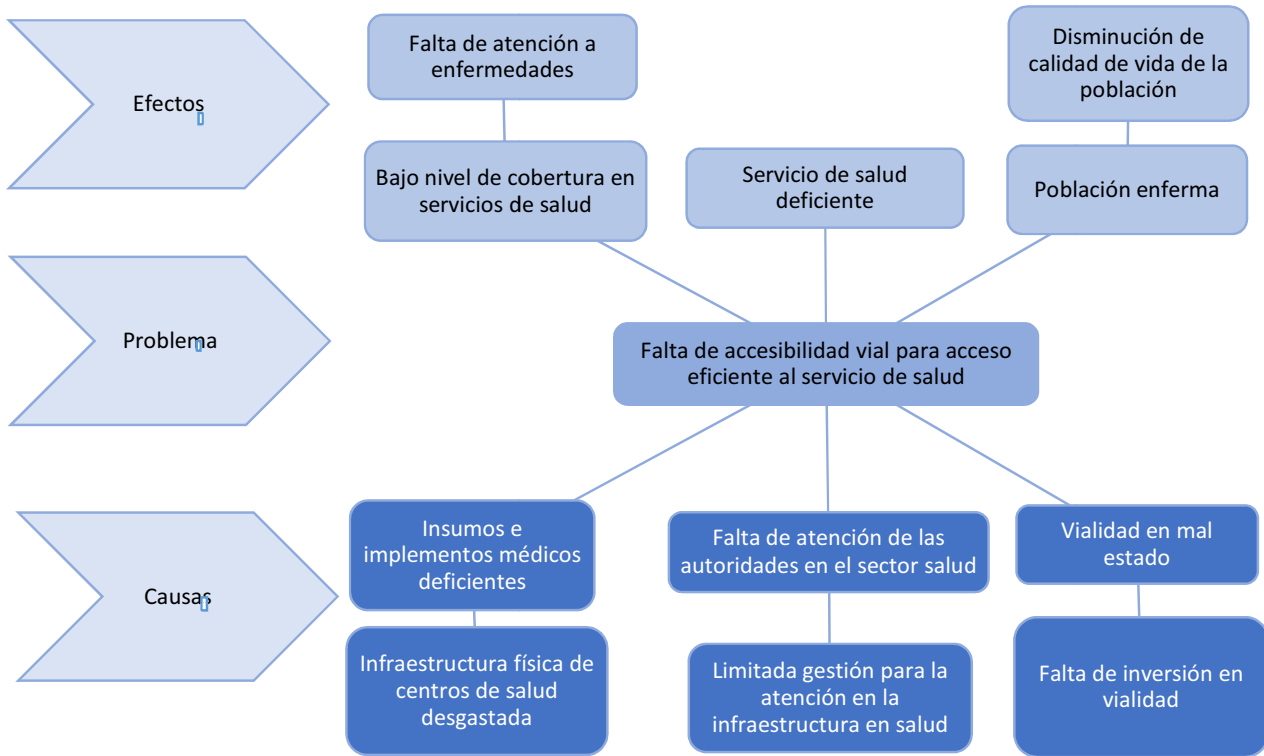 Efectos
Falta de atención a
enfermedades
Disminución de
calidad de vida de la
población
Bajo nivel de cobertura en
servicios de salud
Servicio de salud
deficiente
Población enferma
Problema
Falta de accesibilidad vial para acceso
eficiente al servicio de salud
Causas
Insumos e
implementos médicos
deficientes
Falta de atención de las
autoridades en el sector salud
Vialidad en mal
estado
Infraestructura física de
centros de salud
desgastada
Limitada gestión para la
atención en la
infraestructura en salud
Falta de inversión en
vialidad